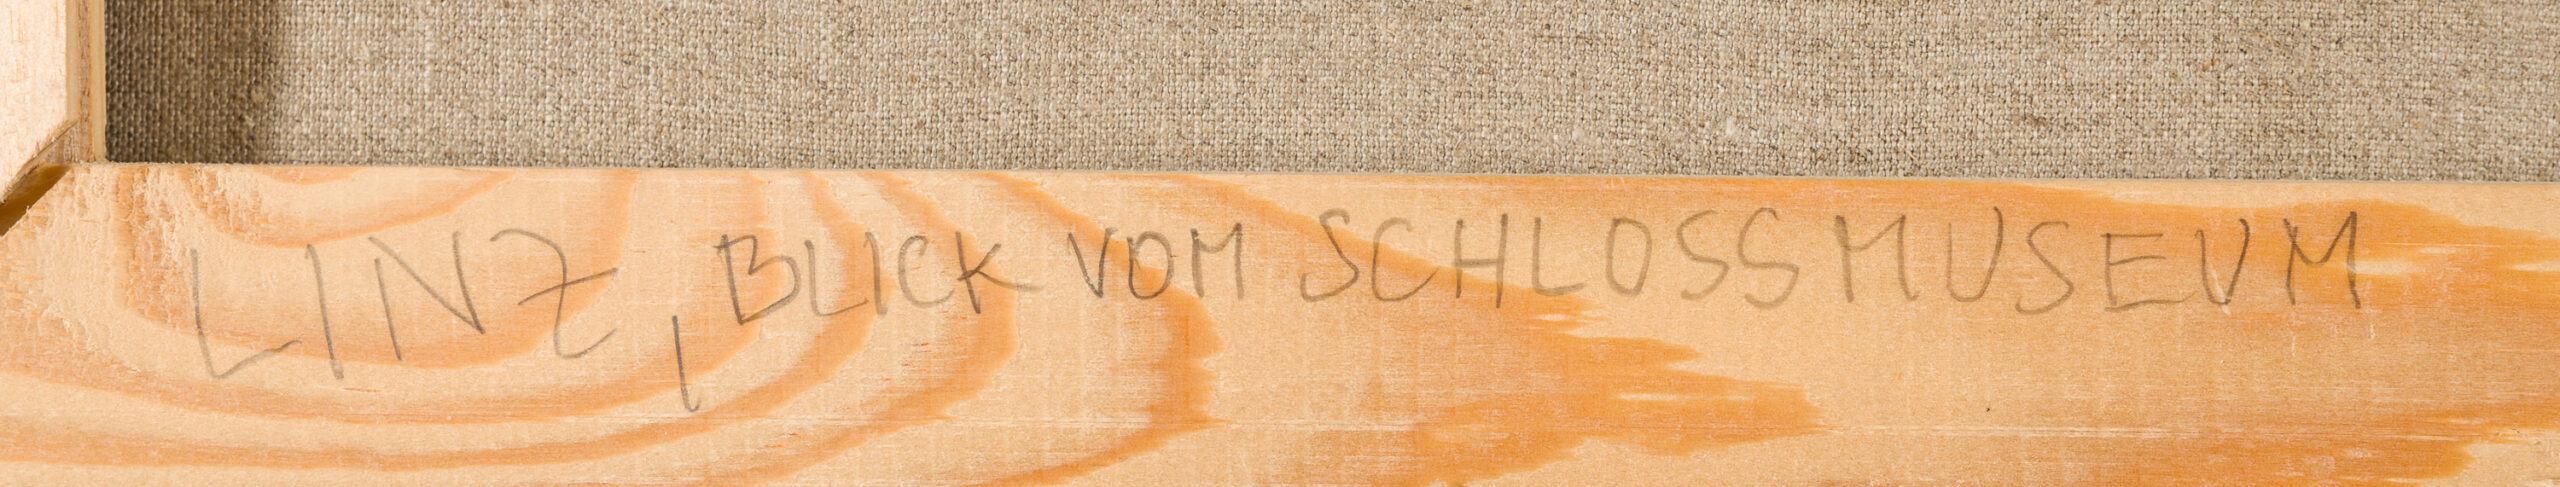 LINZ, BLICK VOM SCHLOSSMUSEUM